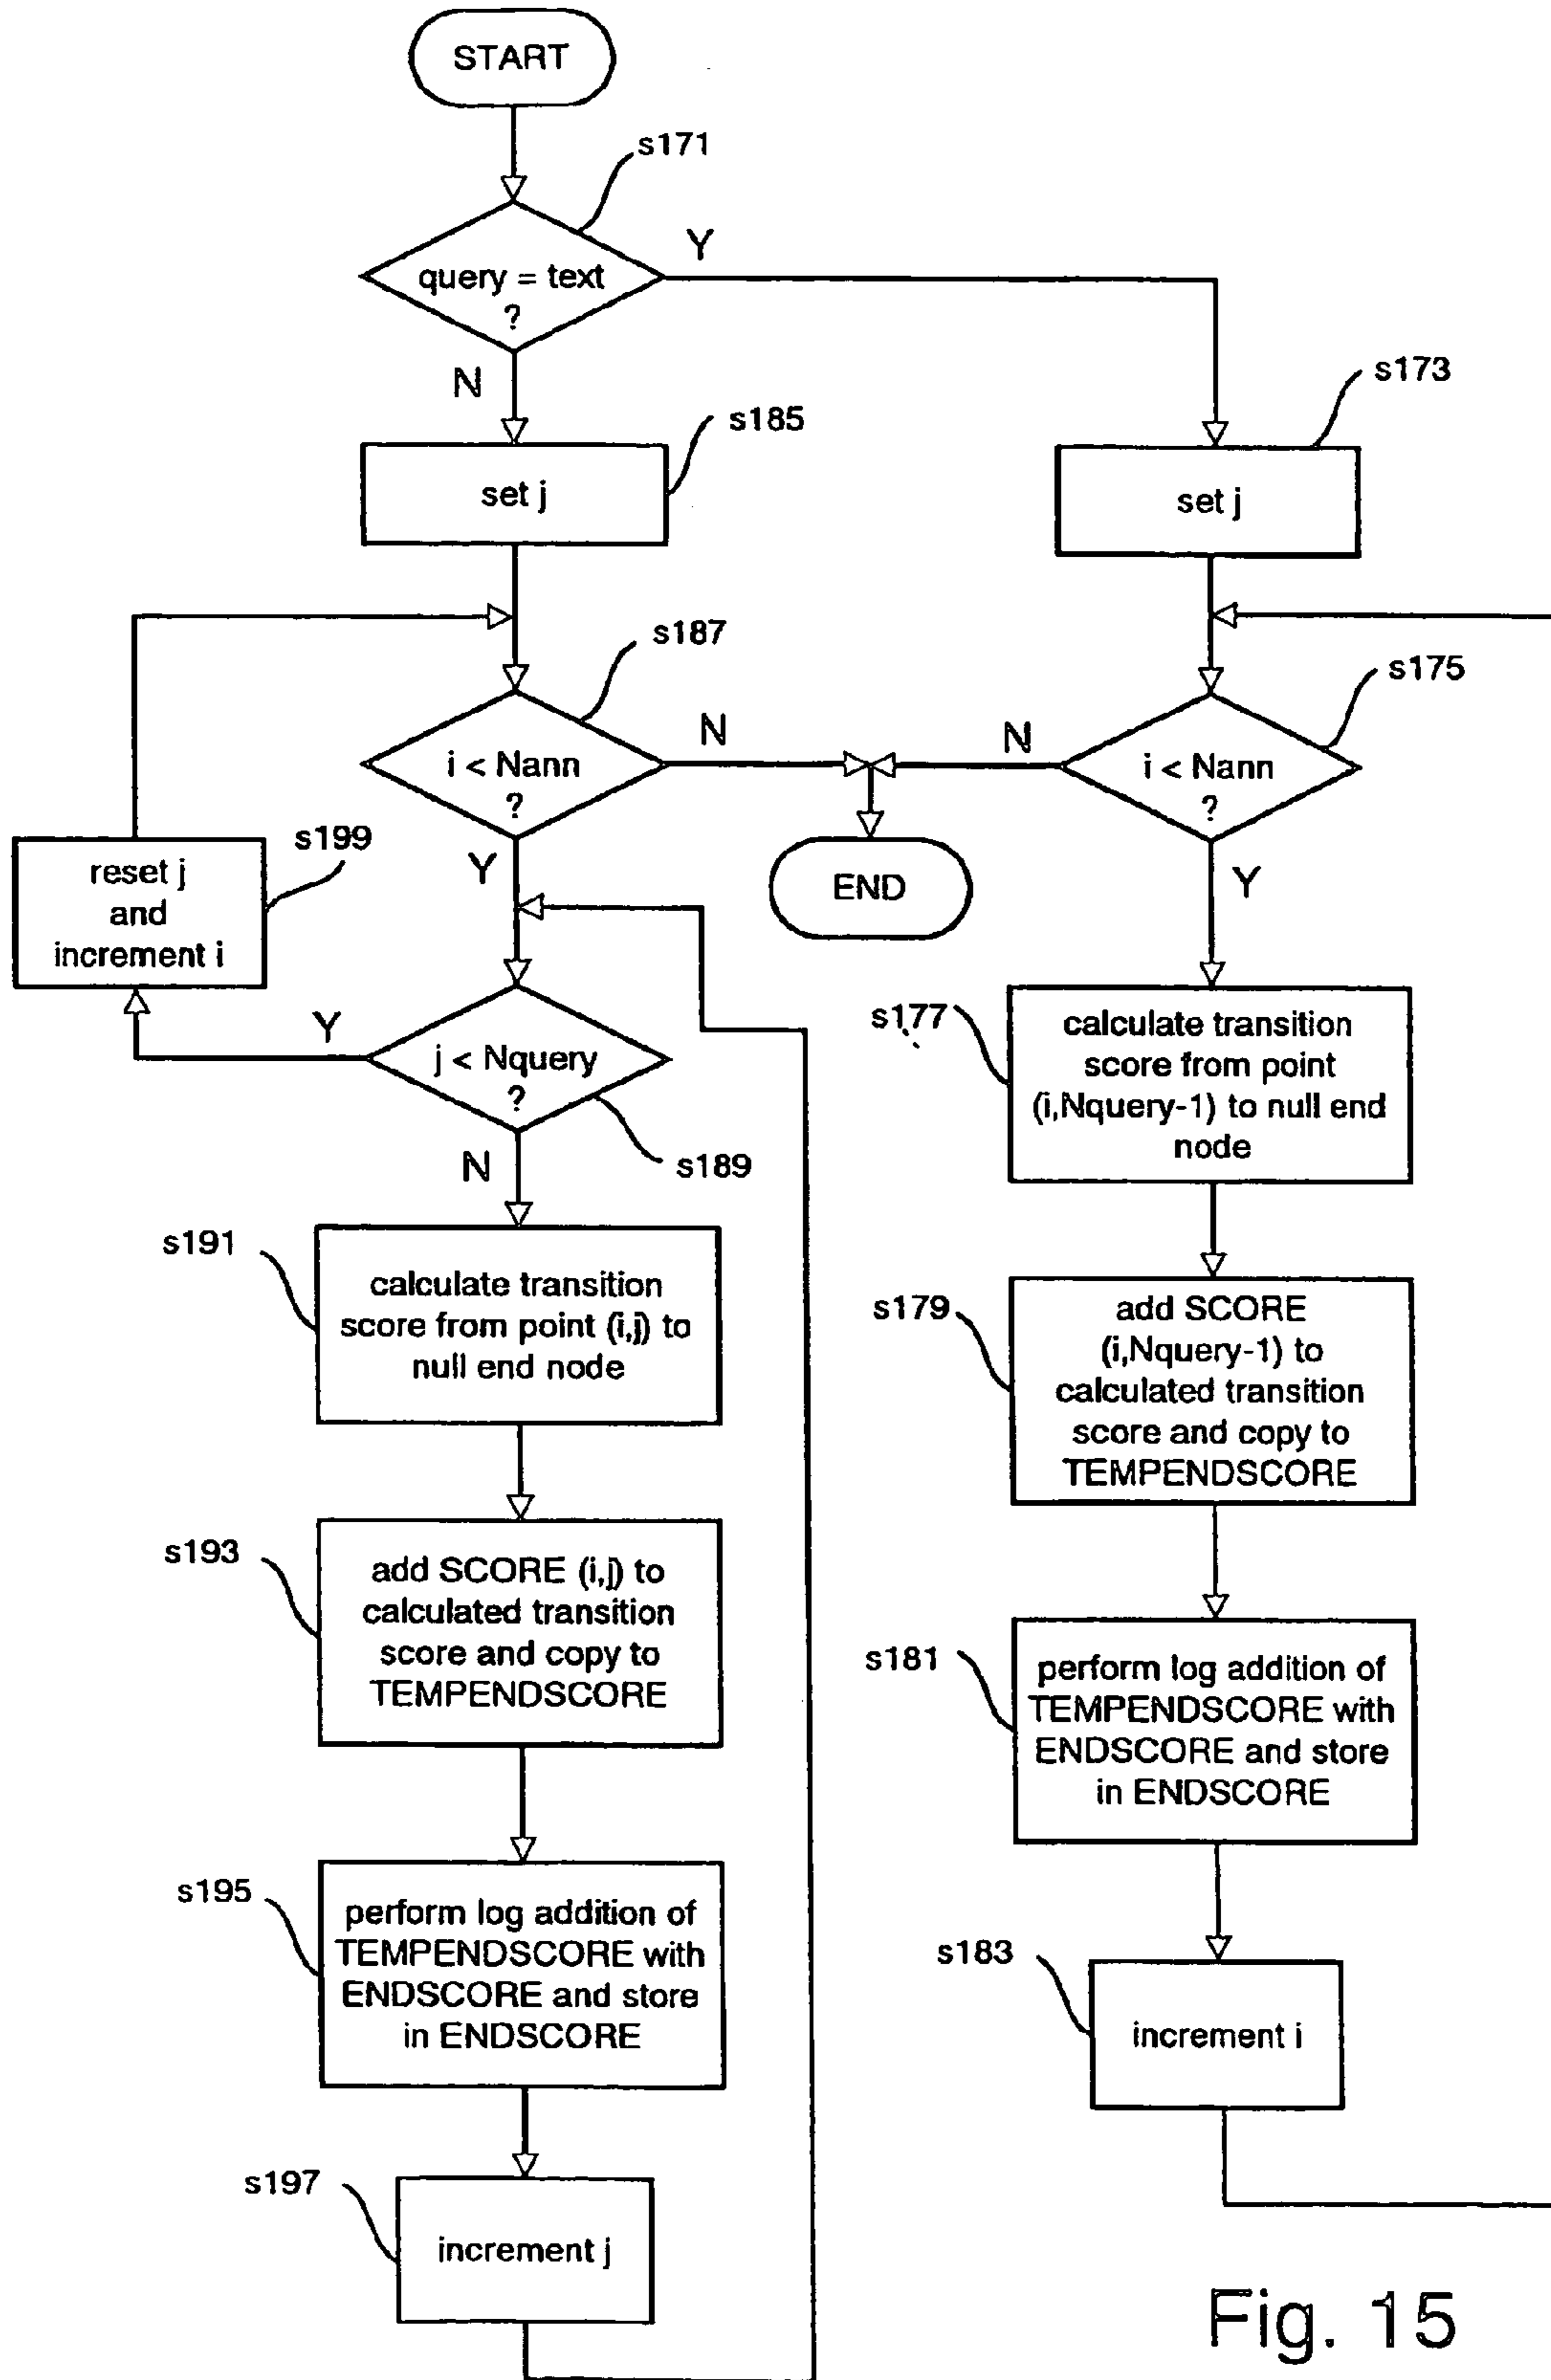 START
s171
query = text
?
Y
N
s173
set j
s185
set j
s187
i < Nann
?
N
Y
s175
i < Nann
?
N
Y
END
s199
reset j
and
increment i
j < Nquery
?
Y
N
s189
s177
calculate transition
score from point
(i,Nquery-1) to null end
node
s191
calculate transition
score from point (i,j) to
null end node
s179
add SCORE
(i,Nquery-1) to
calculated transition
score and copy to
TEMPENDSCORE
s193
add SCORE (i,j) to
calculated transition
score and copy to
TEMPENDSCORE
s181
perform log addition of
TEMPENDSCORE with
ENDSCORE and store
in ENDSCORE
s195
perform log addition of
TEMPENDSCORE with
ENDSCORE and store
in ENDSCORE
s183
increment i
s197
increment j
Fig. 15